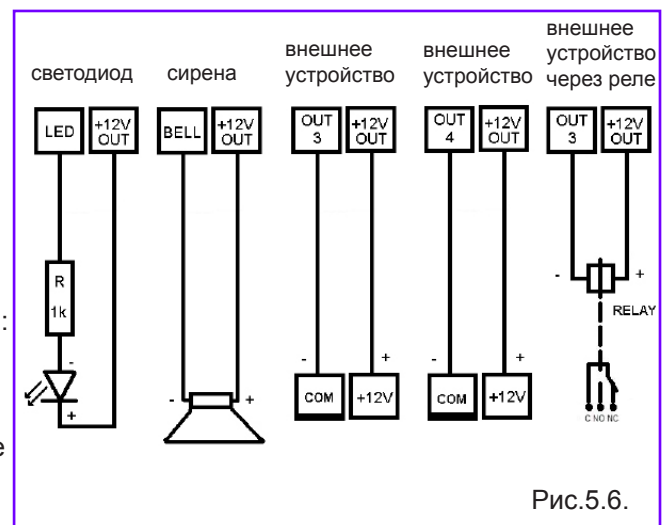 светодиод
сирена
внешнее
устройство
внешнее
устройство
внешнее
устройство
через реле
LED
+12V
OUT
BELL
+12V
OUT
OUT
3
+12V
OUT
OUT
4
+12V
OUT
OUT
3
+12V
OUT
R
1k
-
+
-
+
-
+
-
+
-
+
RELAY
COM
+12V
COM
+12V
C NO NC
:
е
Рис.5.6.